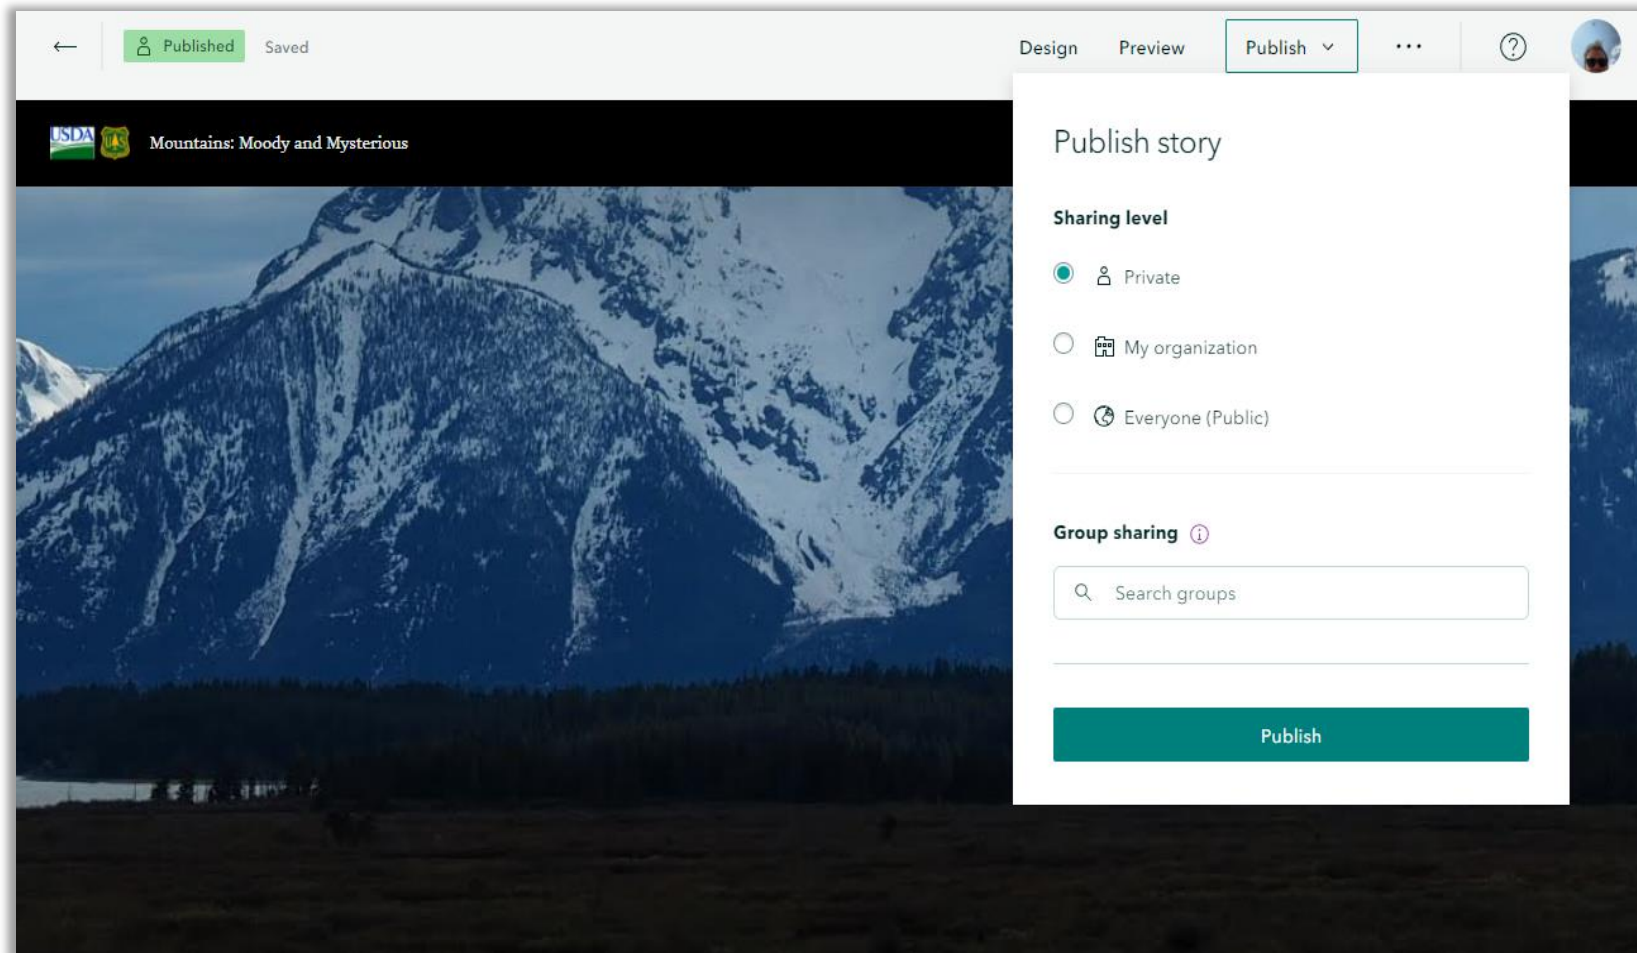 Published Saved Design Preview Publish
USDA Mountains: Moody and Mysterious
Publish story
Sharing level
Private
My organization
Everyone (Public)
Group sharing
Search groups
Publish